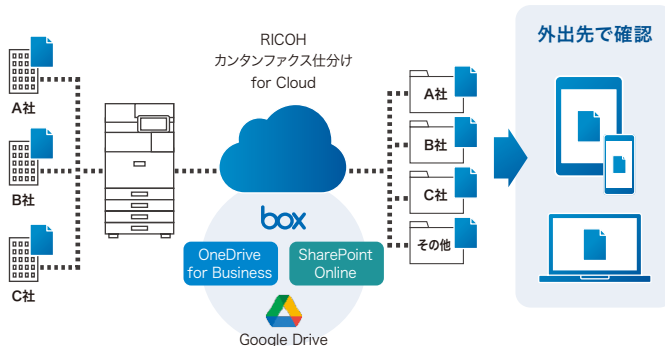 A社
B社
C社
RICOH
カンタンファクス仕分け
for Cloud
box
OneDrive
for Business
SharePoint
Online
Google Drive
A社
B社
C社
その他
外出先で確認